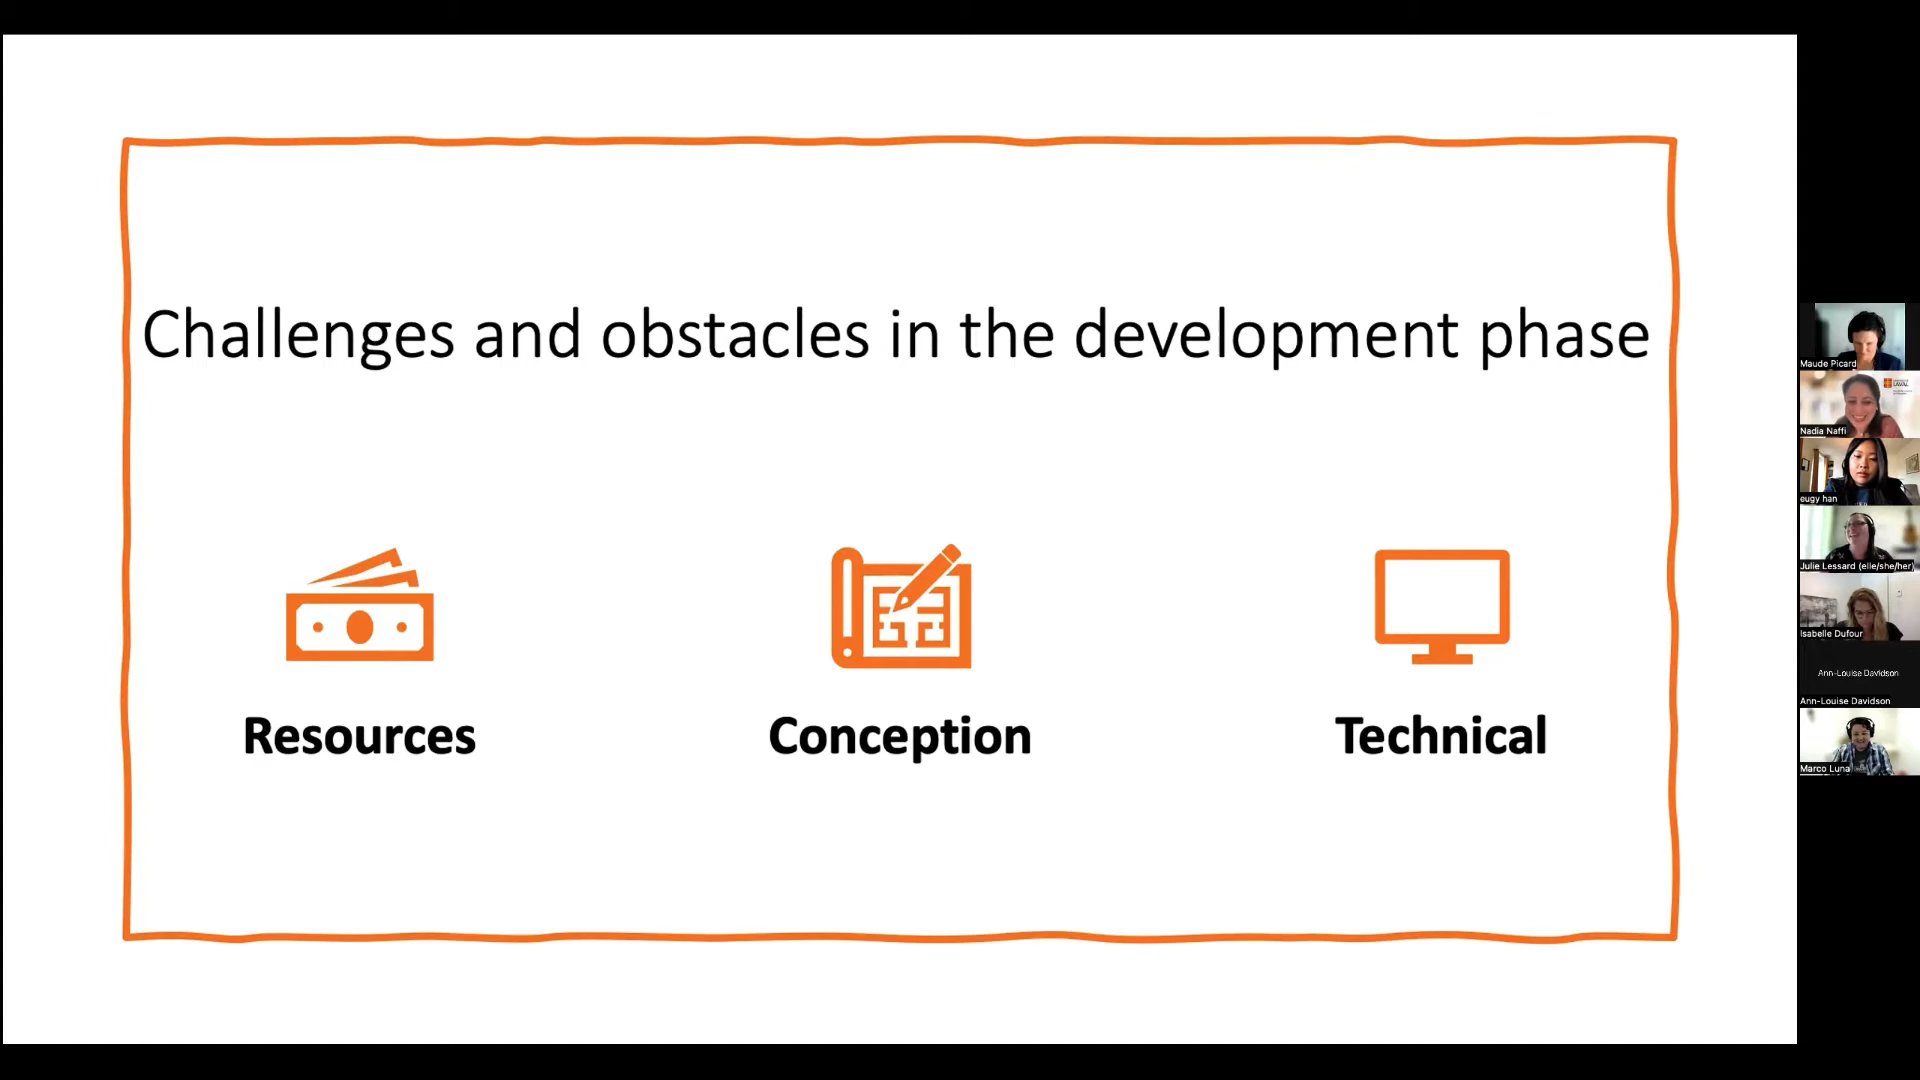 Challenges and obstacles in the development phase
Resources
Conception
Technical
Maude Picard
LAVAL
Nadia Naffi
eugy han
Julie Lessard (elle/she/her)
Isabelle Dufour
Ann-Louise Davidson
Ann-Louise Davidson
Marco Luna